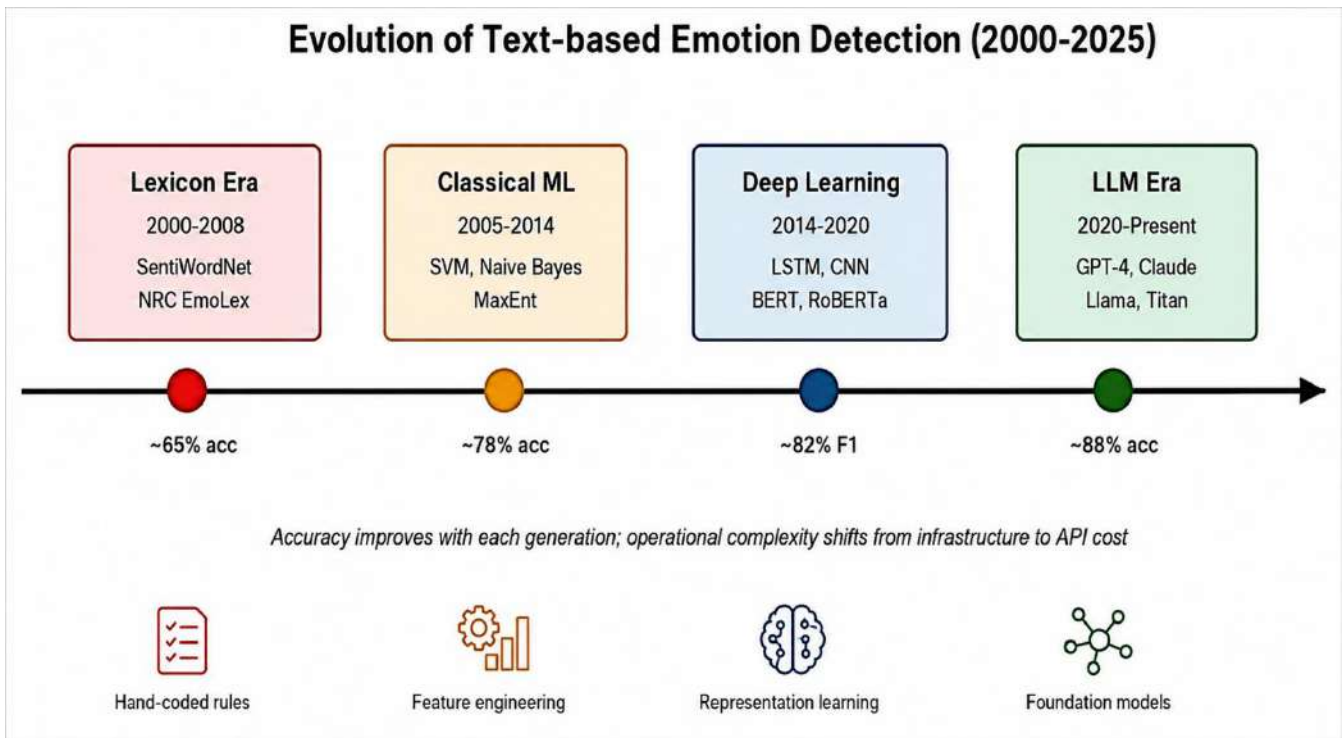 Evolution of Text-based Emotion Detection (2000-2025)
Lexicon Era
2000-2008
SentiWordNet
NRC EmoLex
Classical ML
2005-2014
SVM, Naive Bayes
MaxEnt
Deep Learning
2014-2020
LSTM, CNN
BERT, RoBERTa
LLM Era
2020-Present
GPT-4, Claude
Llama, Titan
~65% acc
~78% acc
~82% F1
~88% acc
Accuracy improves with each generation; operational complexity shifts from infrastructure to API cost
Hand-coded rules
Feature engineering
Representation learning
Foundation models